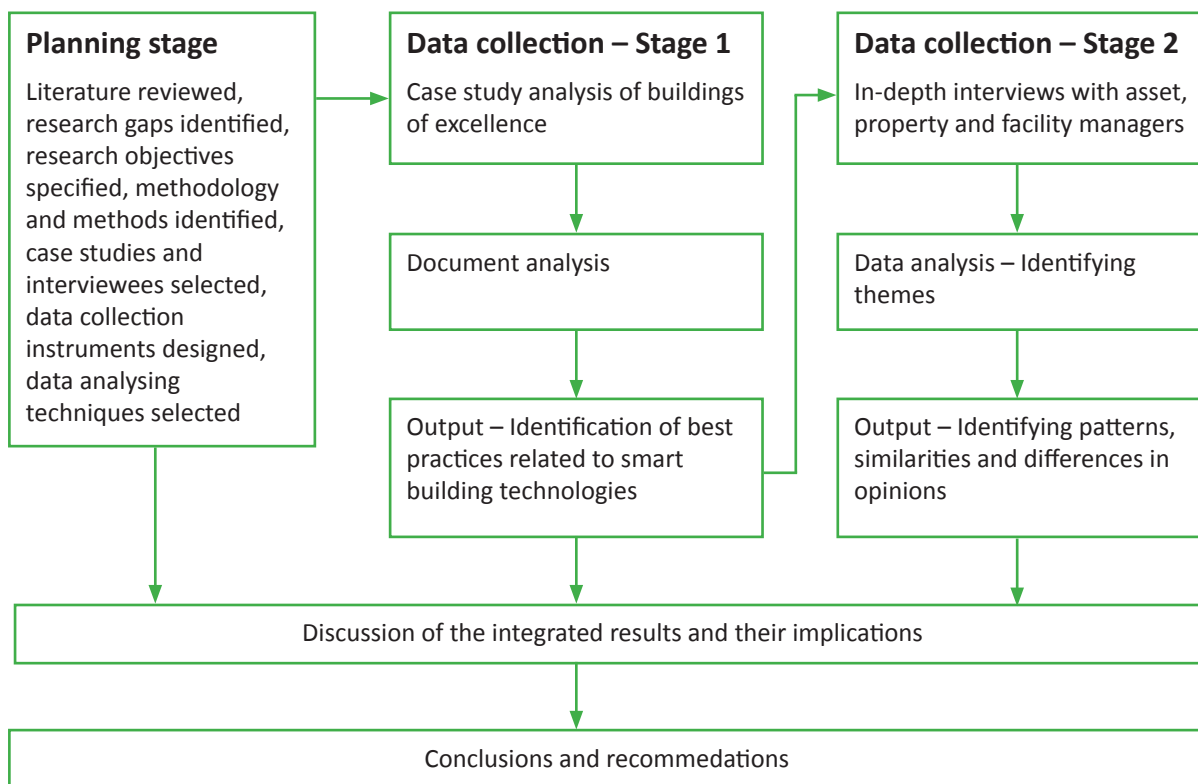 Planning stage
Literature reviewed,
research gaps identified,
research objectives
specified, methodology
and methods identified,
case studies and
interviewees selected,
data collection
instruments designed,
data analysing
techniques selected
Data collection – Stage 1
Case study analysis of buildings
of excellence
Document analysis
Output – Identification of best
practices related to smart
building technologies
Data collection – Stage 2
In-depth interviews with asset,
property and facility managers
Data analysis – Identifying
themes
Output – Identifying patterns,
similarities and differences in
opinions
Discussion of the integrated results and their implications
Conclusions and recommedations